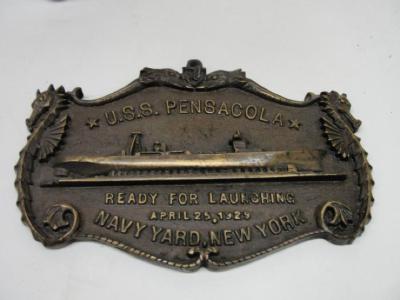 U.S.S. PENSACOLA
READY FOR LAUNCHING
APRIL 25, 1929
NAVY YARD, NEW YORK